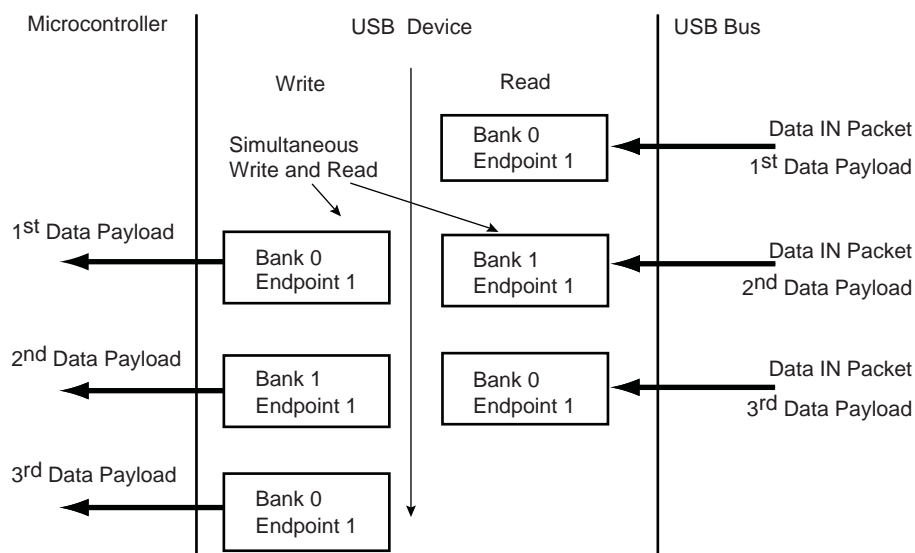 Microcontroller
USB Device
USB Bus
Write
Read
Bank 0
Endpoint 1
Data IN Packet
1st Data Payload
Simultaneous
Write and Read
1st Data Payload
Bank 0
Endpoint 1
Bank 1
Endpoint 1
Data IN Packet
2nd Data Payload
2nd Data Payload
Bank 1
Endpoint 1
Bank 0
Endpoint 1
Data IN Packet
3rd Data Payload
3rd Data Payload
Bank 0
Endpoint 1